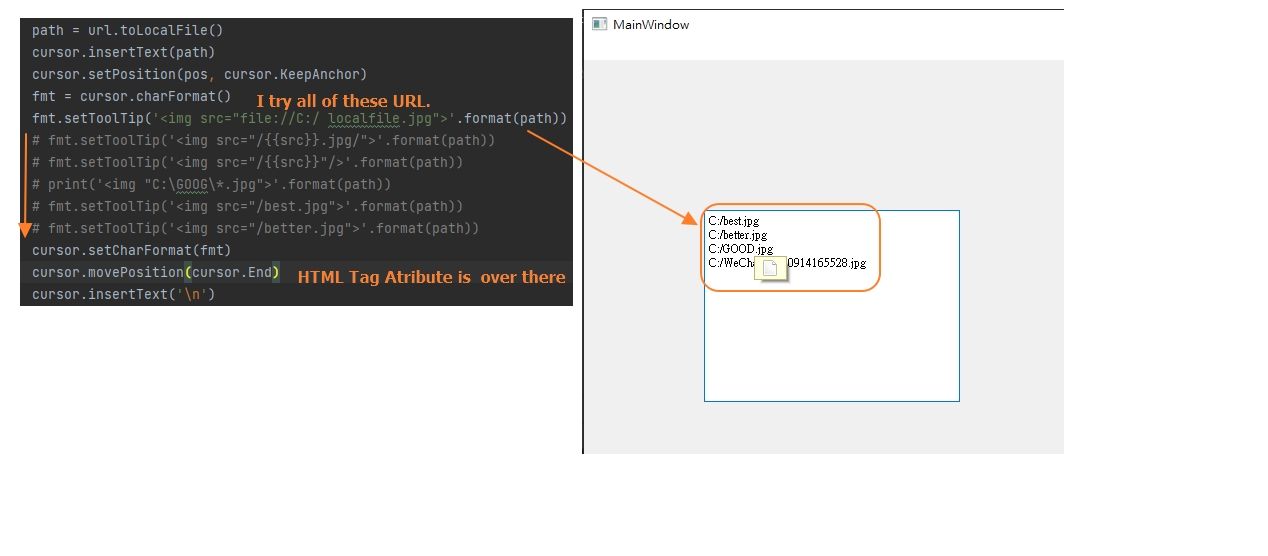 path = url.toLocalFile()
cursor.insertText(path)
cursor.setPosition(pos, cursor.KeepAnchor)
fmt = cursor.charFormat()
I try all of these URL.
fmt.setToolTip('<img src="file://C:/ localfile.jpg">'.format(path))
# fmt.setToolTip('<img src="/{{src}}.jpg/">'.format(path))
# fmt.setToolTip('<img src="/{{src}}"/>'.format(path))
# print('<img "C:\GOOG\*.jpg">'.format(path))
# fmt.setToolTip('<img src="/best.jpg">'.format(path))
# fmt.setToolTip('<img src="/better.jpg">'.format(path))
cursor.setCharFormat(fmt)
cursor.movePosition(cursor.End)
HTML Tag Atribute is over there
cursor.insertText('\n')
MainWindow
C:/best.jpg
C:/better.jpg
C:/GOOD.jpg
C:/WeCha 0914165528.jpg